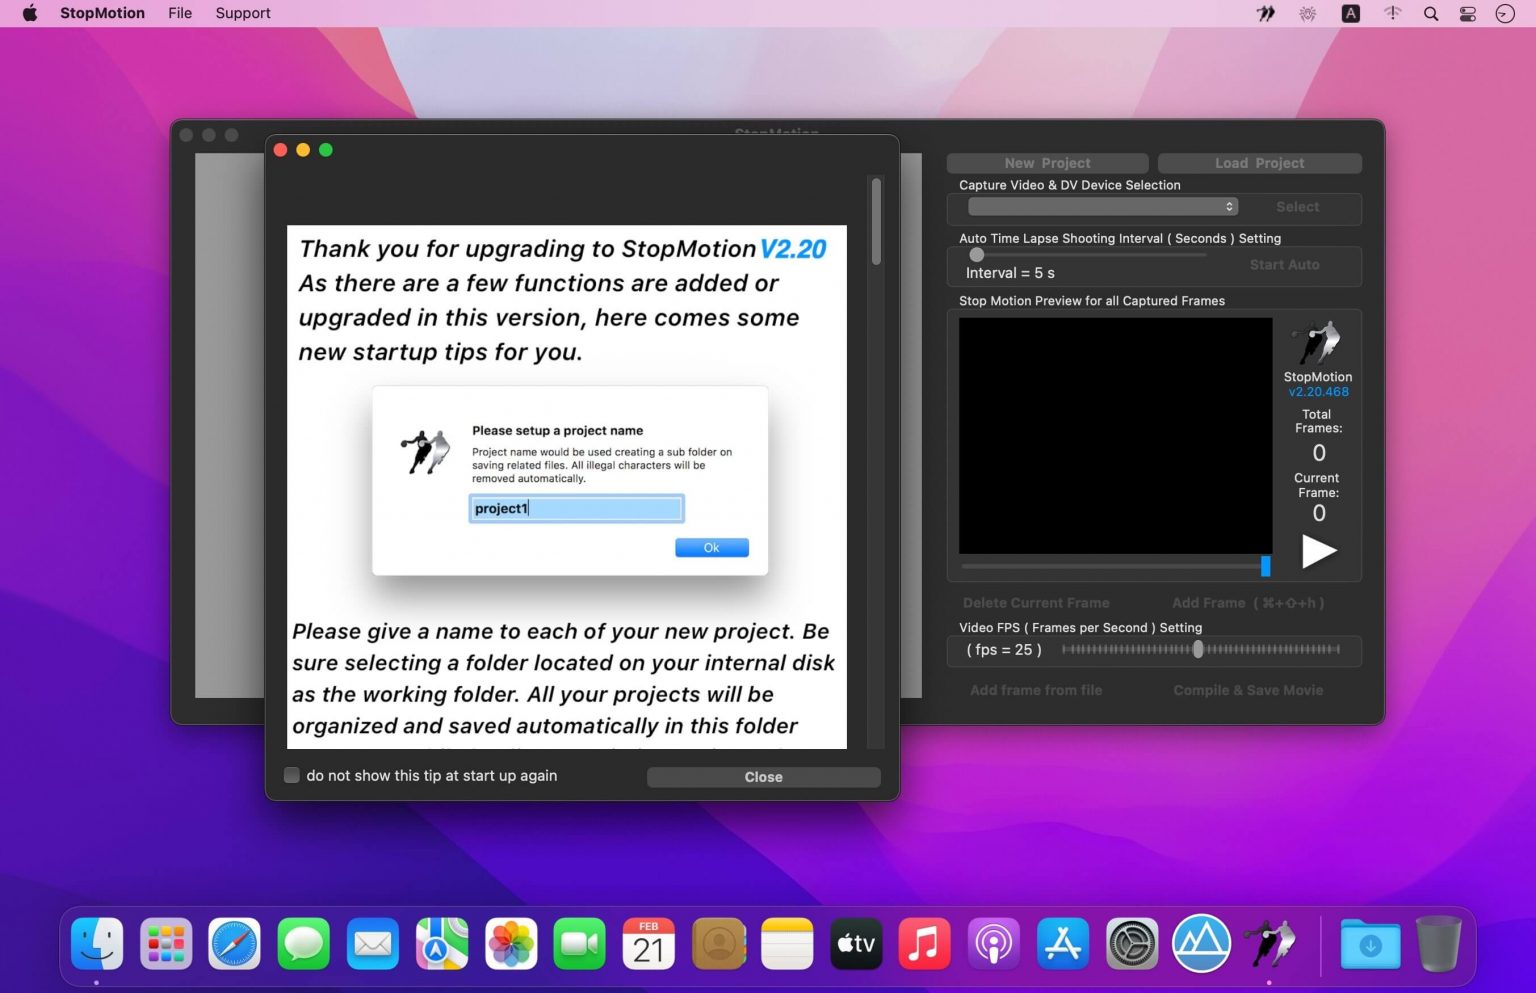 StopMotion File Support
A
StopMotion
Thank you for upgrading to StopMotion V2.20
As there are a few functions are added or
upgraded in this version, here comes some
new startup tips for you.
Please setup a project name
Project name would be used creating a sub folder on
saving related files. All illegal characters will be
removed automatically.
project1
Ok
Please give a name to each of your new project. Be
sure selecting a folder located on your internal disk
as the working folder. All your projects will be
organized and saved automatically in this folder
do not show this tip at start up again
Close
New Project
Load Project
Capture Video & DV Device Selection
Select
Auto Time Lapse Shooting Interval ( Seconds ) Setting
Interval = 5 s
Start Auto
Stop Motion Preview for all Captured Frames
StopMotion
v2.20.468
Total
Frames:
0
Current
Frame:
0
Delete Current Frame
Add Frame ( ⌘+⇧+h )
Video FPS ( Frames per Second ) Setting
( fps = 25 )
Add frame from file
Compile & Save Movie
FEB
21
tv